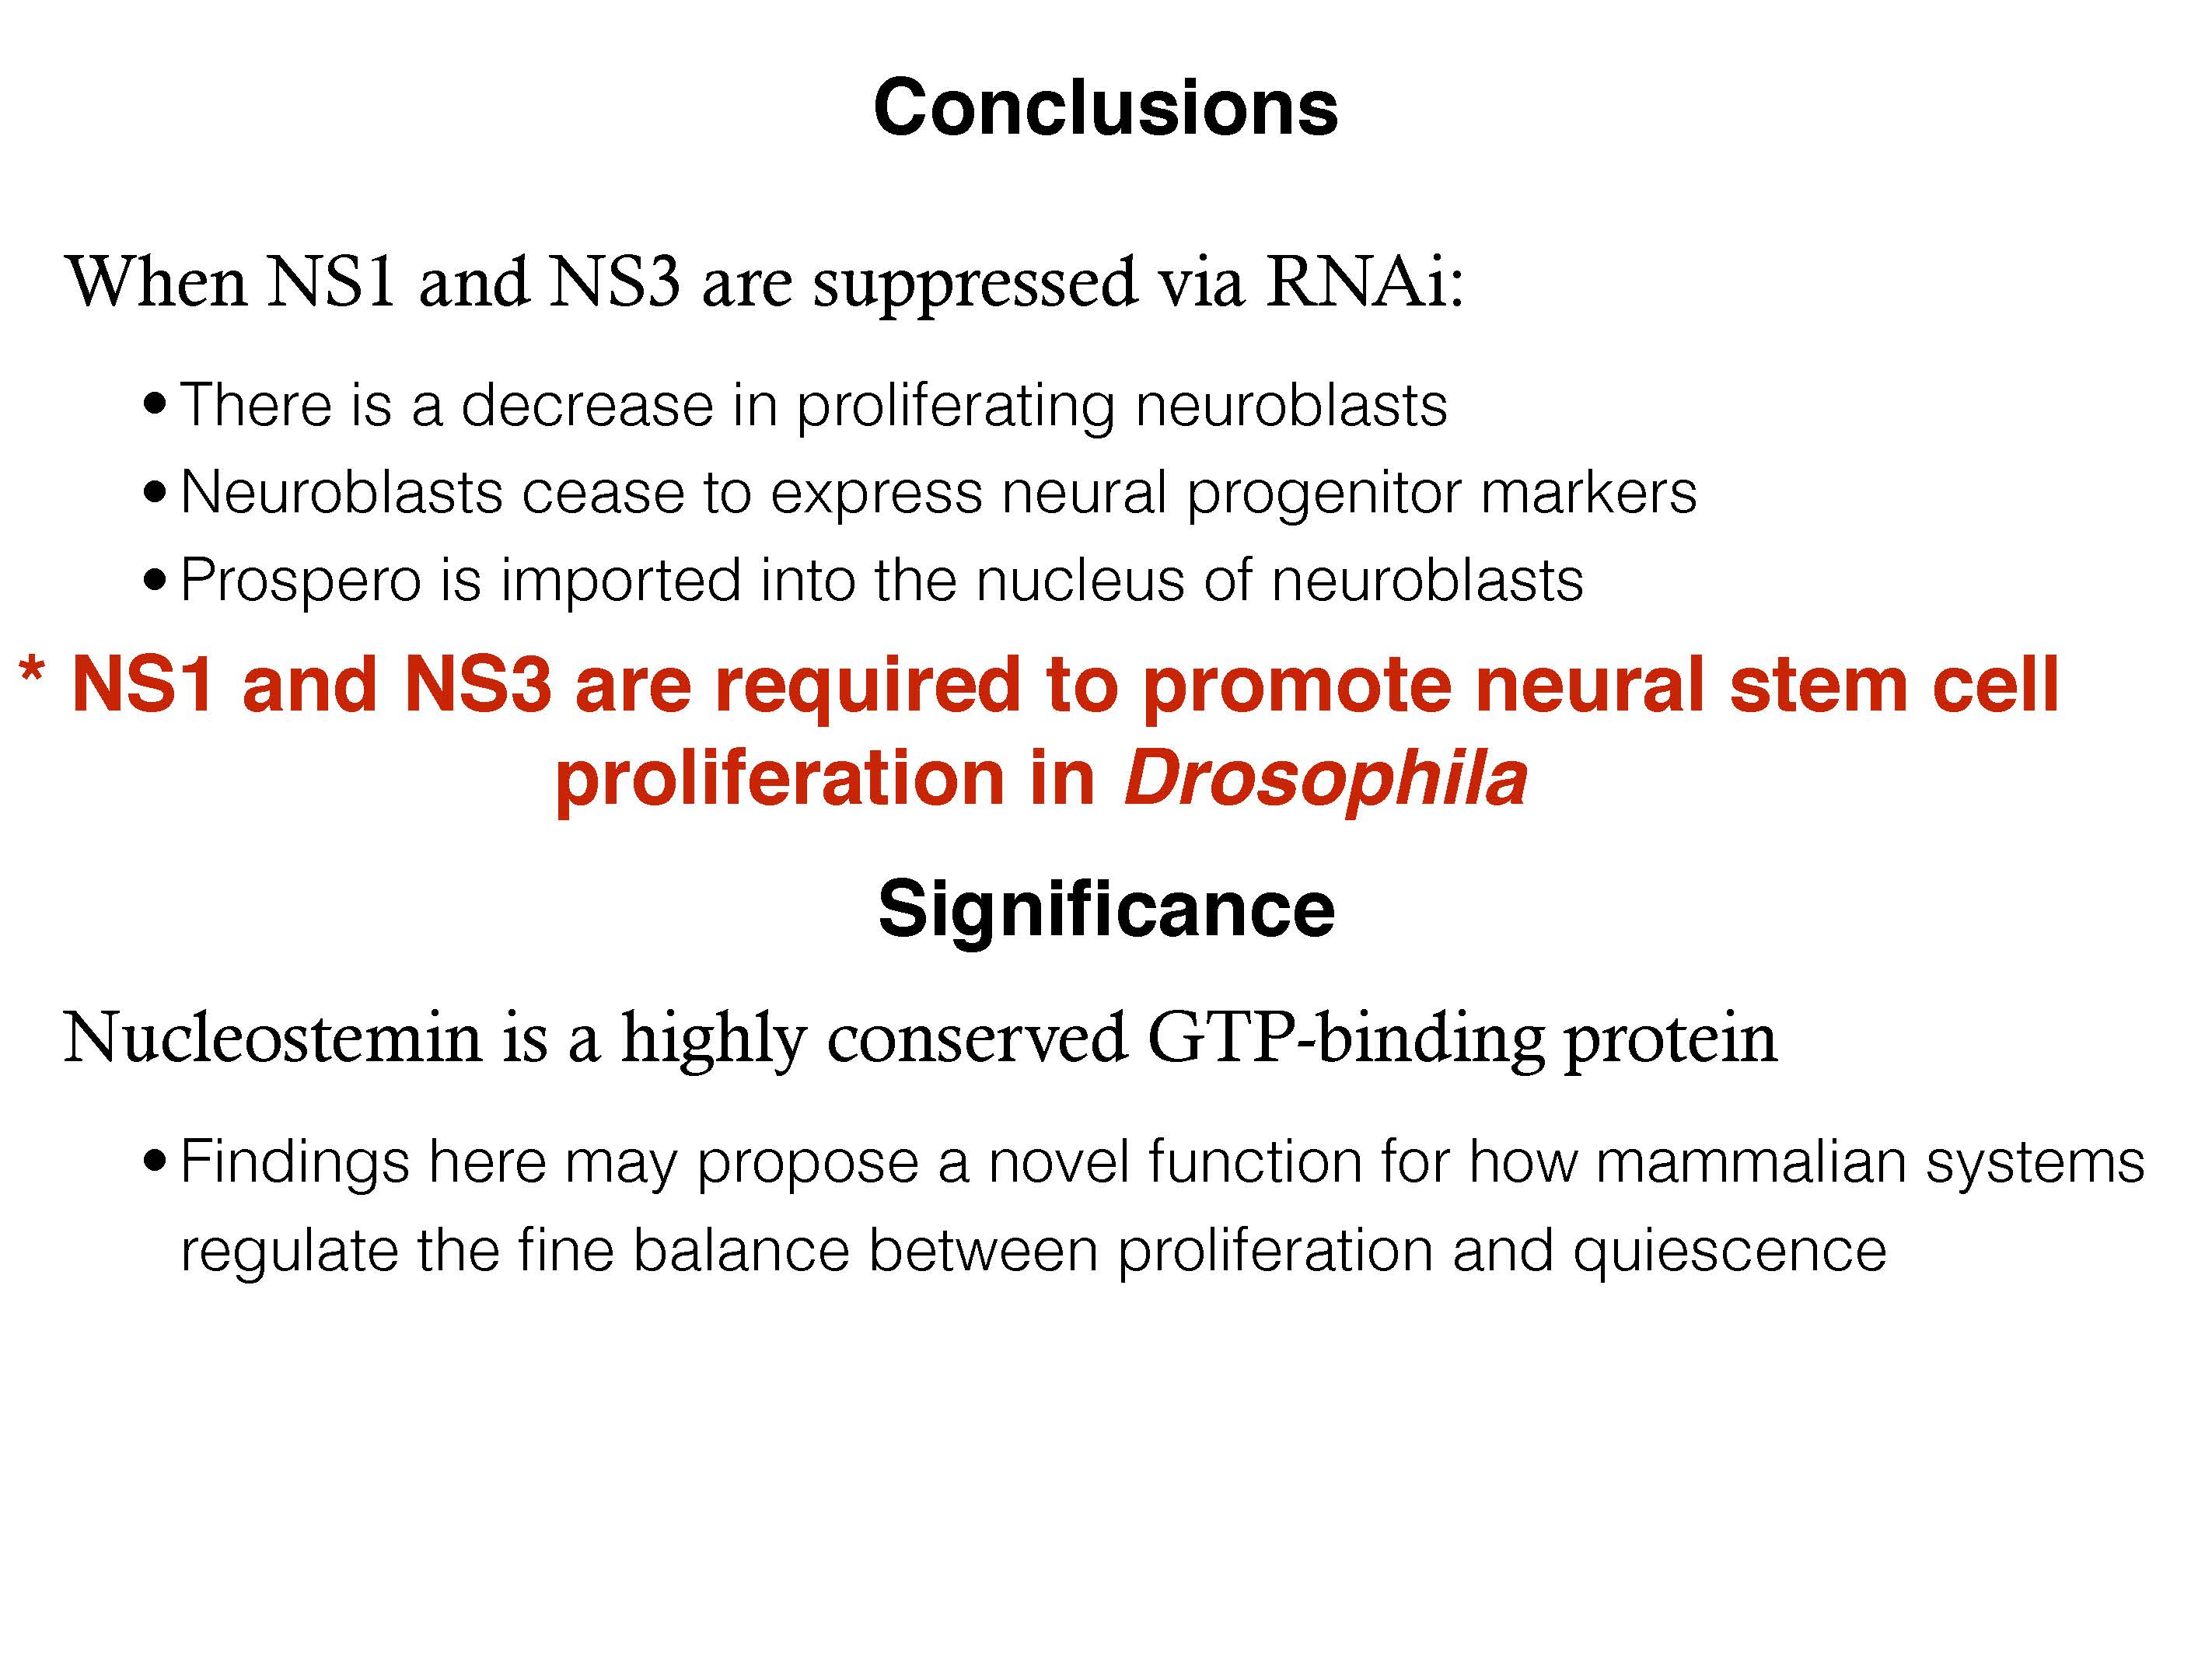 Conclusions
When NS1 and NS3 are suppressed via RNAi:
• There is a decrease in proliferating neuroblasts
• Neuroblasts cease to express neural progenitor markers
• Prospero is imported into the nucleus of neuroblasts
* NS1 and NS3 are required to promote neural stem cell
proliferation in Drosophila
Significance
Nucleostemin is a highly conserved GTP-binding protein
• Findings here may propose a novel function for how mammalian systems
regulate the fine balance between proliferation and quiescence